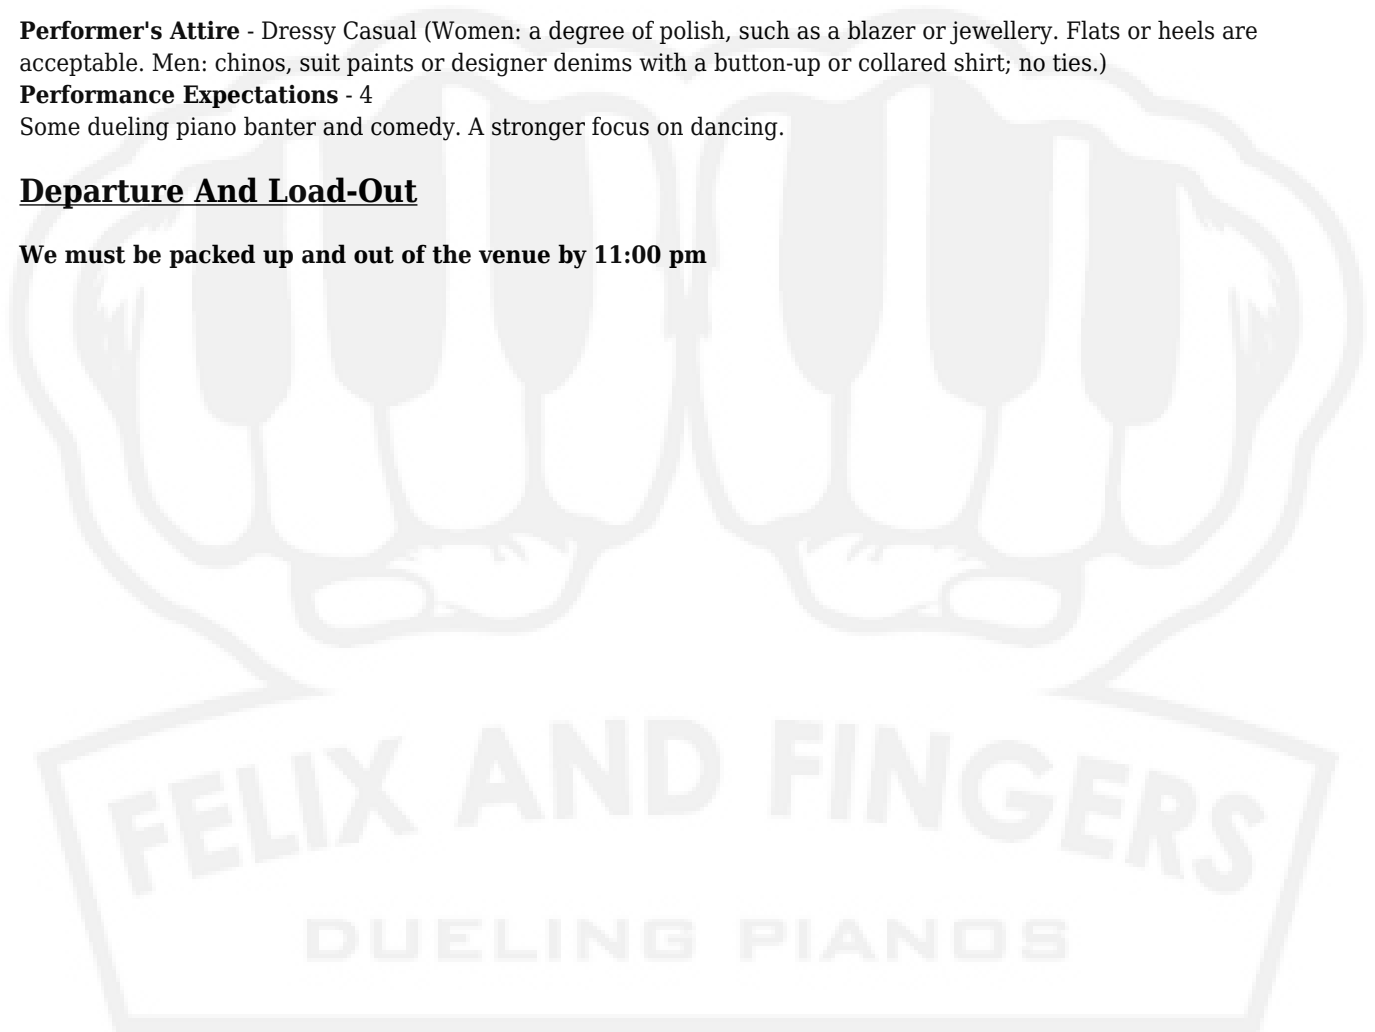 Performer's Attire - Dressy Casual (Women: a degree of polish, such as a blazer or jewellery. Flats or heels are
acceptable. Men: chinos, suit paints or designer denims with a button-up or collared shirt; no ties.)
Performance Expectations - 4
Some dueling piano banter and comedy. A stronger focus on dancing.
Departure And Load-Out
We must be packed up and out of the venue by 11:00 pm
FELIX AND FINGERS
DUELING PIANOS